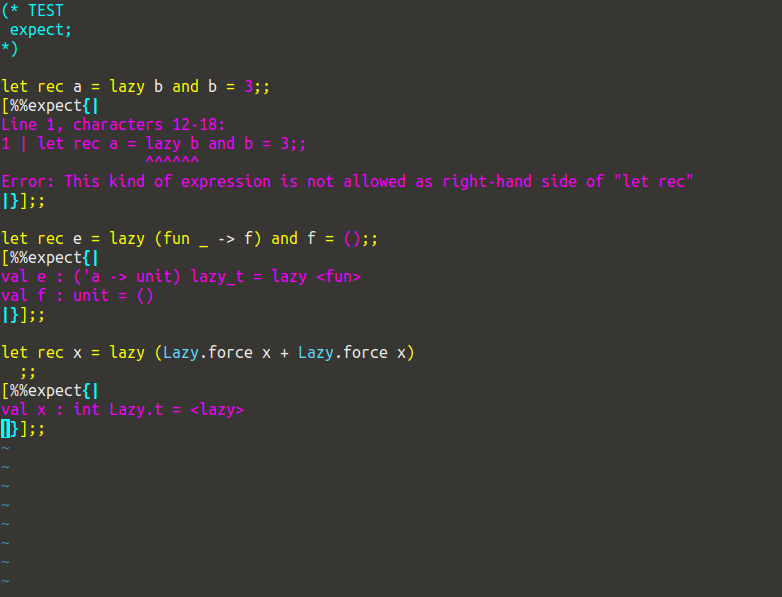 (* TEST
 expect;
*)

let rec a = lazy b and b = 3;;
[%%expect{|
Line 1, characters 12-18:
1 | let rec a = lazy b and b = 3;;
                ^^^^^^
Error: This kind of expression is not allowed as right-hand side of "let rec"
|}];;

let rec e = lazy (fun _ -> f) and f = ();;
[%%expect{|
val e : ('a -> unit) lazy_t = lazy <fun>
val f : unit = ()
|}];;

let rec x = lazy (Lazy.force x + Lazy.force x)
  ;;
[%%expect{|
val x : int Lazy.t = <lazy>
|}];;
~
~
~
~
~
~
~
~